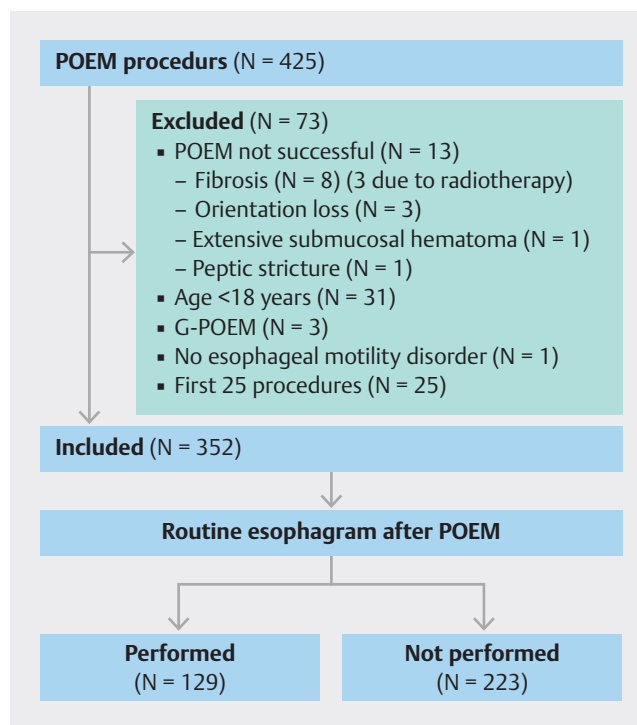 POEM procedurs (N = 425)
Excluded (N = 73)
▪ POEM not successful (N = 13)
– Fibrosis (N = 8) (3 due to radiotherapy)
– Orientation loss (N = 3)
– Extensive submucosal hematoma (N = 1)
– Peptic stricture (N = 1)
▪ Age <18 years (N = 31)
▪ G-POEM (N = 3)
▪ No esophageal motility disorder (N = 1)
▪ First 25 procedures (N = 25)
Included (N = 352)
Routine esophagram after POEM
Performed
(N = 129)
Not performed
(N = 223)